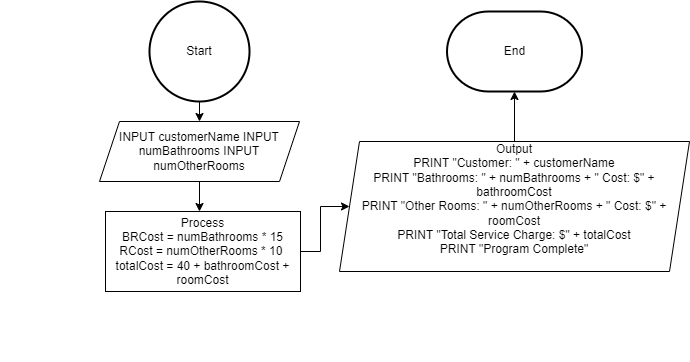 Start
INPUT customerName INPUT
numBathrooms INPUT
numOtherRooms
Process
BRCost = numBathrooms * 15
RCost = numOtherRooms * 10
totalCost = 40 + bathroomCost +
roomCost
Output
PRINT "Customer: " + customerName
PRINT "Bathrooms: " + numBathrooms + " Cost: $" +
bathroomCost
PRINT "Other Rooms: " + numOtherRooms + " Cost: $" +
roomCost
PRINT "Total Service Charge: $" + totalCost
PRINT "Program Complete"
End